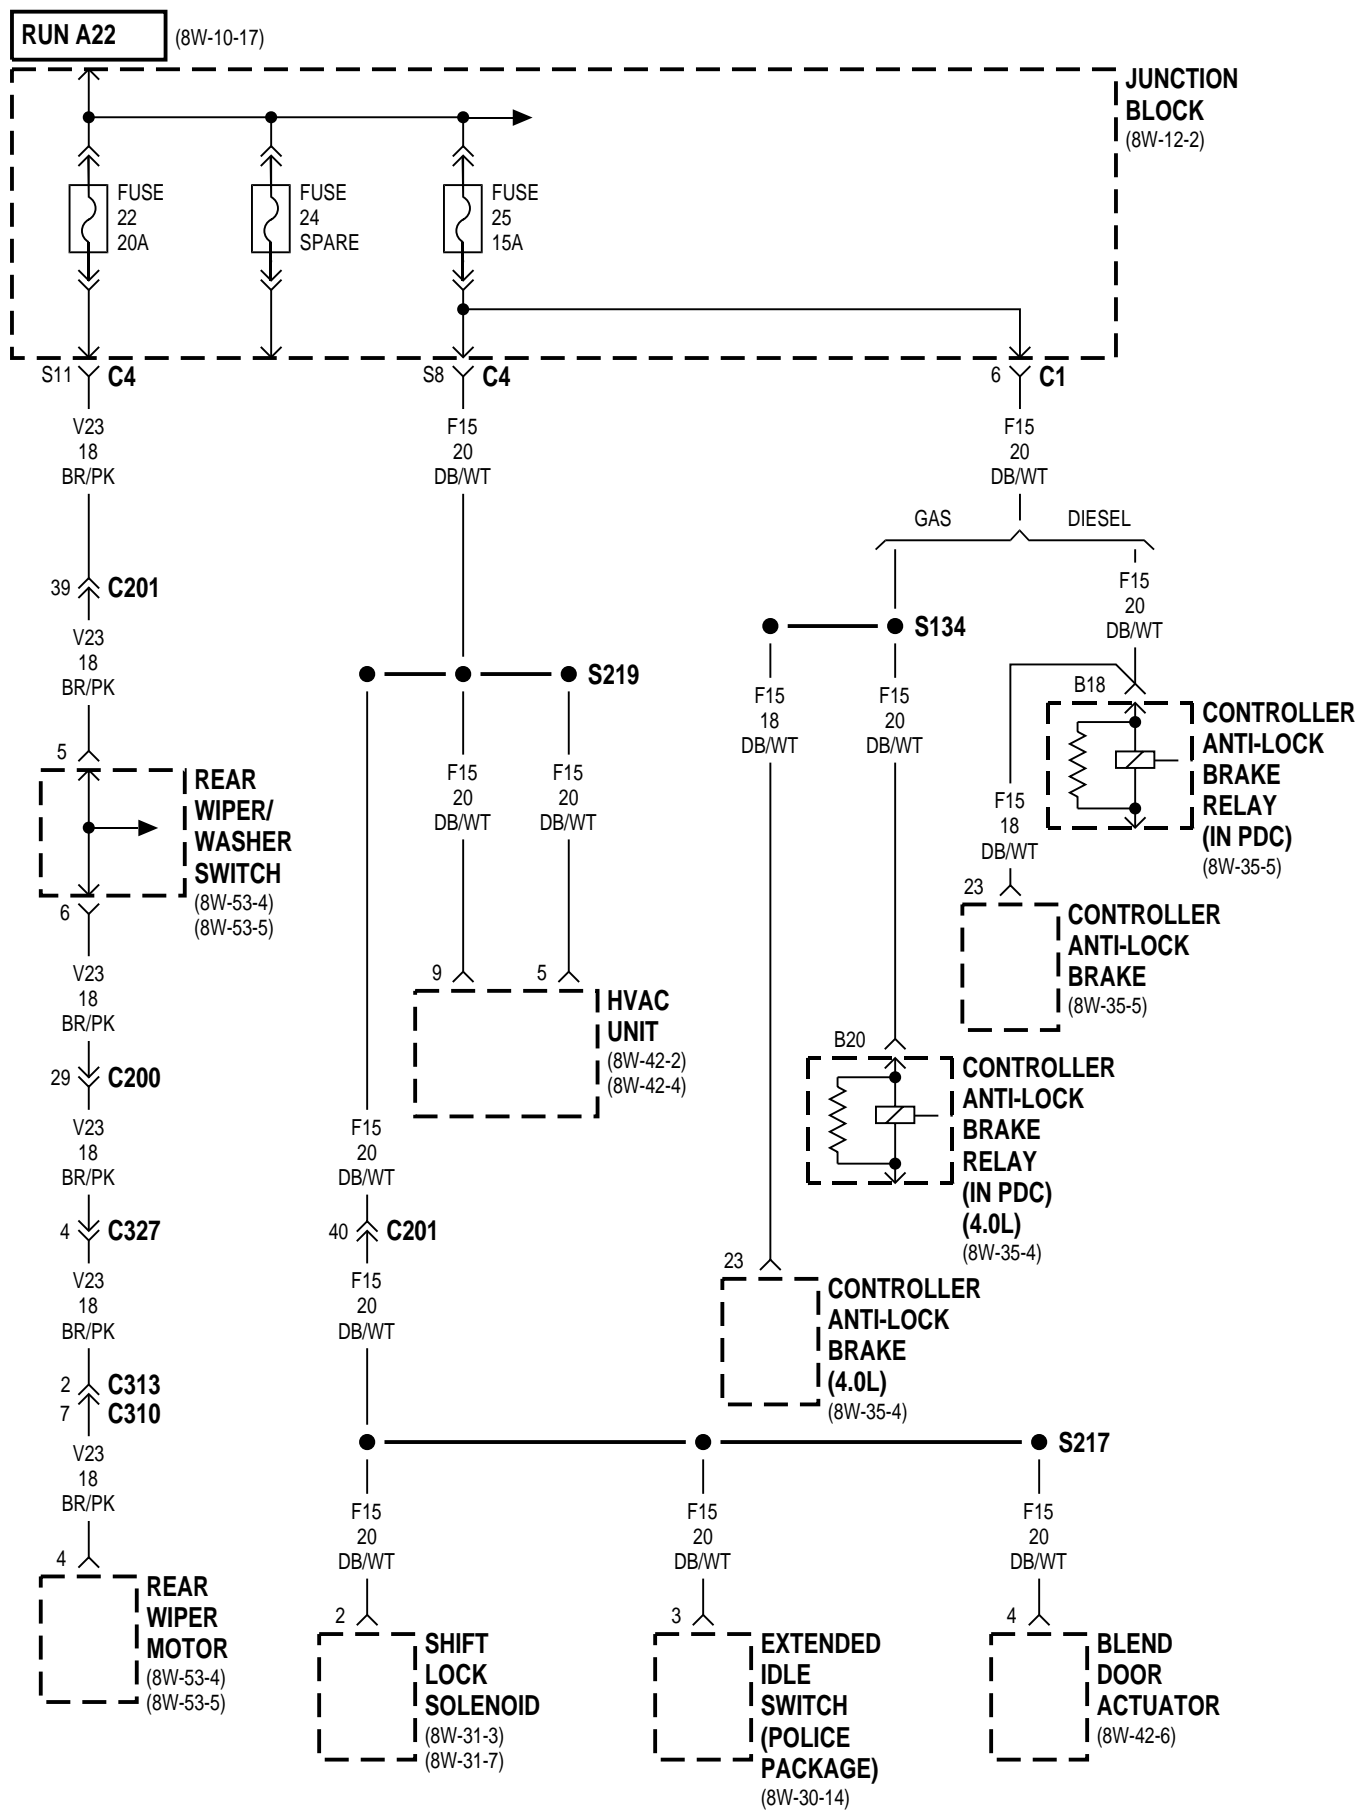 RUN A22
(8W-10-17)
JUNCTION
BLOCK
(8W-12-2)
FUSE
22
20A
FUSE
24
SPARE
FUSE
25
15A
S11
C4
S8
C4
6
C1
V23
18
BR/PK
F15
20
DB/WT
F15
20
DB/WT
GAS
DIESEL
39
C201
F15
20
DB/WT
S134
V23
18
BR/PK
S219
F15
18
DB/WT
F15
20
DB/WT
B18
CONTROLLER
ANTI-LOCK
BRAKE
RELAY
(IN PDC)
(8W-35-5)
5
REAR
WIPER/
WASHER
SWITCH
(8W-53-4)
(8W-53-5)
6
F15
20
DB/WT
F15
20
DB/WT
F15
18
DB/WT
23
CONTROLLER
ANTI-LOCK
BRAKE
(8W-35-5)
V23
18
BR/PK
9
5
HVAC
UNIT
(8W-42-2)
(8W-42-4)
B20
CONTROLLER
ANTI-LOCK
BRAKE
RELAY
(IN PDC)
(4.0L)
(8W-35-4)
29
C200
V23
18
BR/PK
F15
20
DB/WT
4
C327
40
C201
23
CONTROLLER
ANTI-LOCK
BRAKE
(4.0L)
(8W-35-4)
V23
18
BR/PK
F15
20
DB/WT
2
C313
7
C310
S217
V23
18
BR/PK
F15
20
DB/WT
F15
20
DB/WT
F15
20
DB/WT
4
REAR
WIPER
MOTOR
(8W-53-4)
(8W-53-5)
2
SHIFT
LOCK
SOLENOID
(8W-31-3)
(8W-31-7)
3
EXTENDED
IDLE
SWITCH
(POLICE
PACKAGE)
(8W-30-14)
4
BLEND
DOOR
ACTUATOR
(8W-42-6)